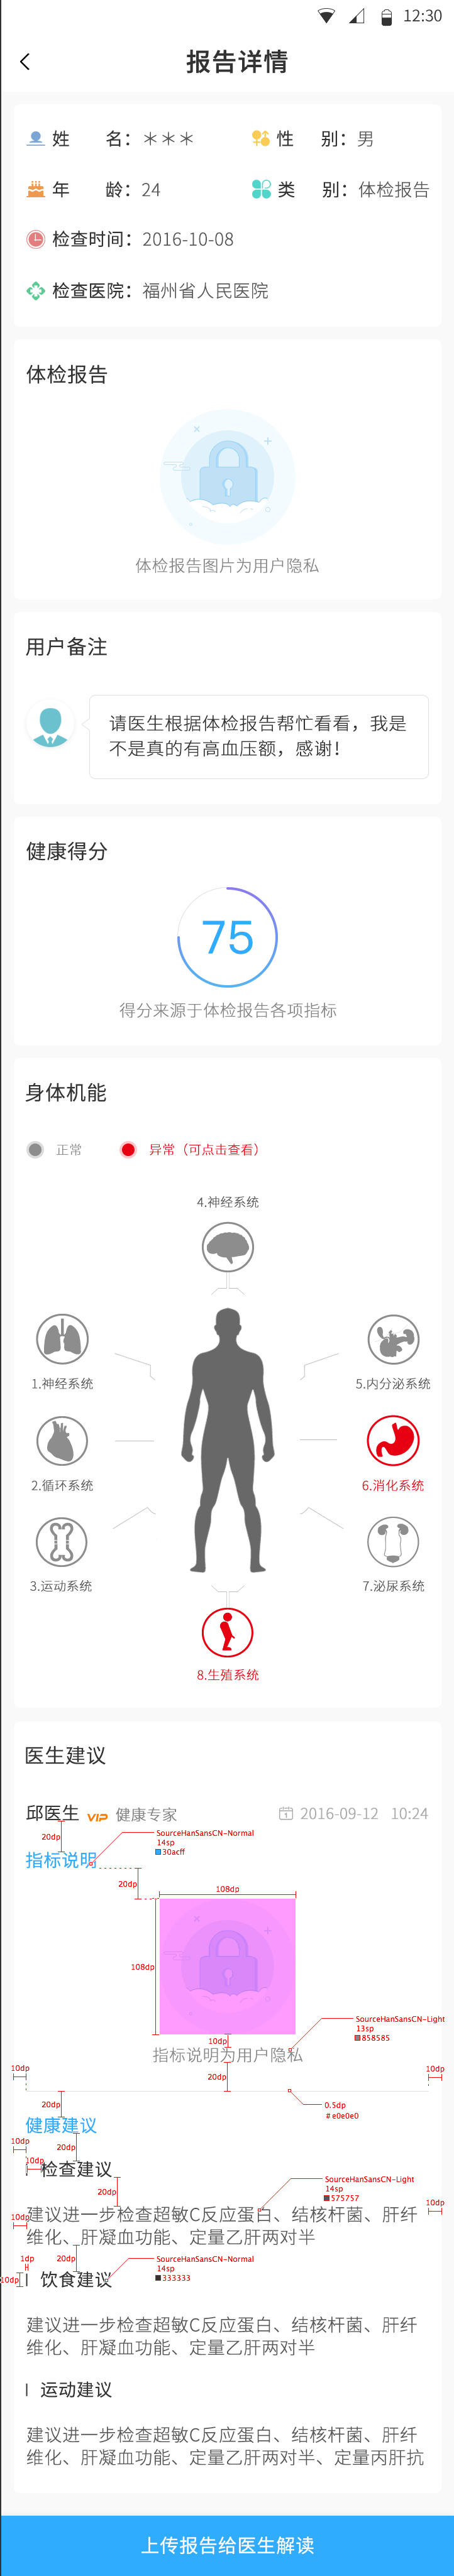 12:30
报告详情
姓 名：＊＊＊ 性 别：男
年 龄：24 类 别：体检报告
检查时间：2016-10-08
检查医院：福州省人民医院
体检报告
体检报告图片为用户隐私
用户备注
请医生根据体检报告帮忙看看，我是
不是真的有高血压额，感谢！
健康得分
75
得分来源于体检报告各项指标
身体机能
正常 异常（可点击查看）
4.神经系统
1.神经系统 5.内分泌系统
2.循环系统 6.消化系统
3.运动系统 7.泌尿系统
8.生殖系统
医生建议
邱医生 VIP 健康专家 2016-09-12 10:24
20dp
SourceHanSansCN-Normal
14sp
30acff
指标说明
20dp
108dp
108dp
10dp
SourceHanSansCN-Light
13sp
858585
指标说明为用户隐私
10dp 20dp 10dp
20dp
0.5dp
# e0e0e0
健康建议
10dp 20dp
10dp
检查建议
20dp
SourceHanSansCN-Light
14sp
575757
10dp 10dp
建议进一步检查超敏C反应蛋白、结核杆菌、肝纤
维化、肝凝血功能、定量乙肝两对半
1dp 20dp
SourceHanSansCN-Normal
14sp
333333
10dp
饮食建议
建议进一步检查超敏C反应蛋白、结核杆菌、肝纤
维化、肝凝血功能、定量乙肝两对半
运动建议
建议进一步检查超敏C反应蛋白、结核杆菌、肝纤
维化、肝凝血功能、定量乙肝两对半、定量丙肝抗
上传报告给医生解读